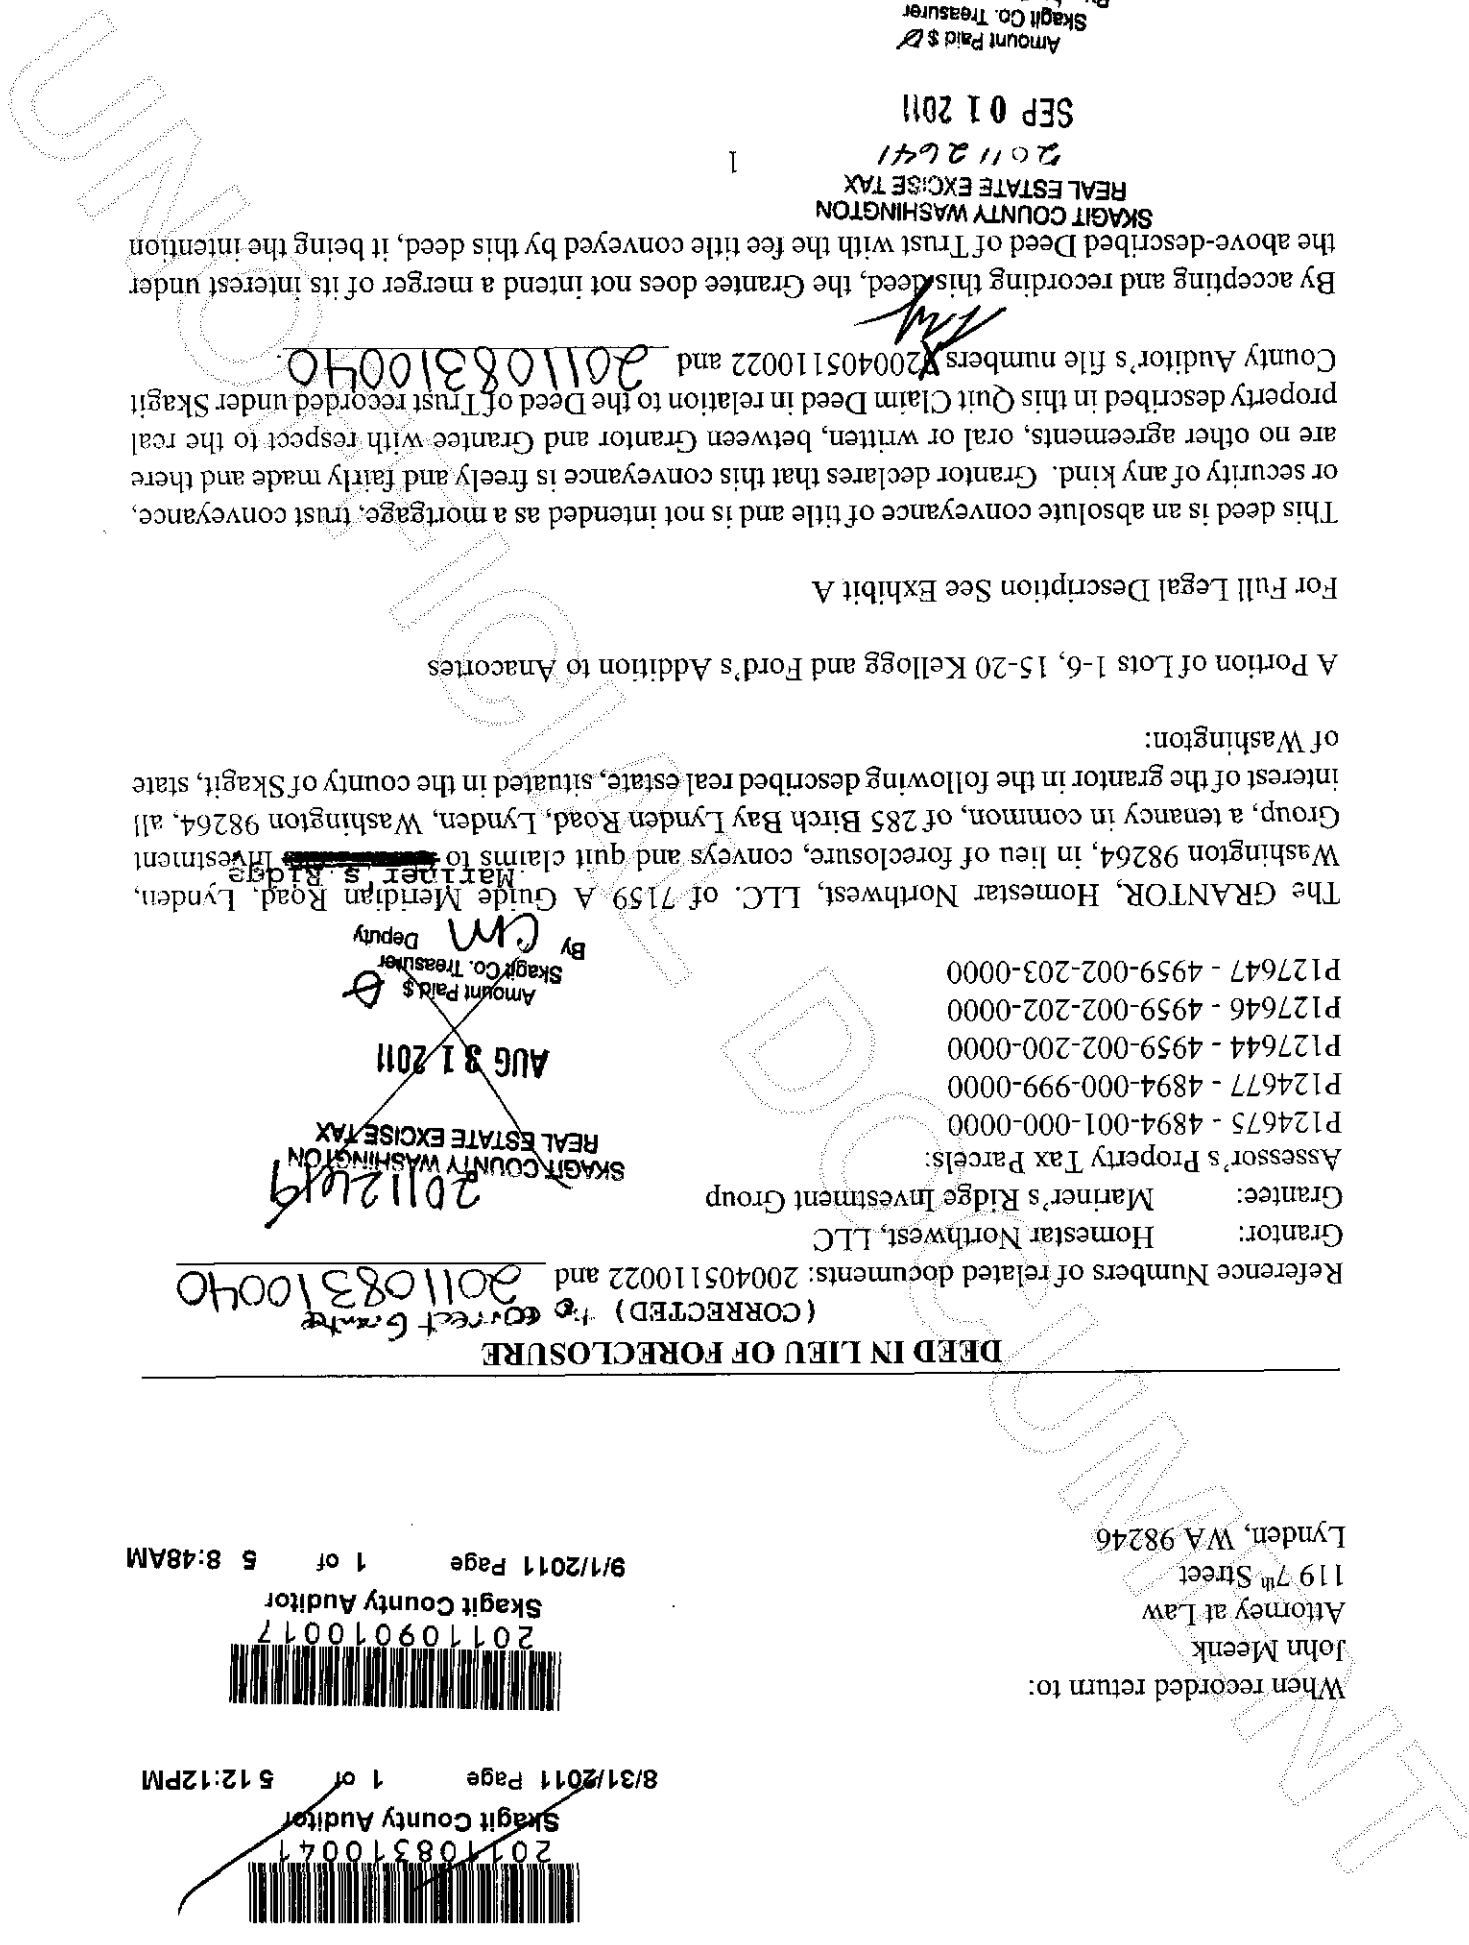 201108310041
Skagit County Auditor
8/31/2011 Page 1 of 5 12:12PM
When recorded return to:
John Meenk
Attorney at Law
119 7th Street
Lynden, WA 98246
201109010017
Skagit County Auditor
9/1/2011 Page 1 of 5 8:48AM
DEED IN LIEU OF FORECLOSURE
(CORRECTED) to correct Grantee
Reference Numbers of related documents: 200405110022 and 201108310040
Grantor: Homestar Northwest, LLC
Grantee: Mariner's Ridge Investment Group
Assessor's Property Tax Parcels:
P124675 - 4894-001-000-0000
P124677 - 4894-000-999-0000
P127644 - 4959-002-200-0000
P127646 - 4959-002-202-0000
P127647 - 4959-002-203-0000
SKAGIT COUNTY WASHINGTON
REAL ESTATE EXCISE TAX
AUG 31 2011
Amount Paid $ 0
Skagit Co. Treasurer
By CM Deputy
The GRANTOR, Homestar Northwest, LLC. of 7159 A Guide Meridian Road, Lynden,
Mariner's Ridge
Washington 98264, in lieu of foreclosure, conveys and quit claims to Investment
Group, a tenancy in common, of 285 Birch Bay Lynden Road, Lynden, Washington 98264, all
interest of the grantor in the following described real estate, situated in the county of Skagit, state
of Washington:
A Portion of Lots 1-6, 15-20 Kellogg and Ford's Addition to Anacortes
For Full Legal Description See Exhibit A
This deed is an absolute conveyance of title and is not intended as a mortgage, trust conveyance,
or security of any kind. Grantor declares that this conveyance is freely and fairly made and there
are no other agreements, oral or written, between Grantor and Grantee with respect to the real
property described in this Quit Claim Deed in relation to the Deed of Trust recorded under Skagit
County Auditor's file numbers 200405110022 and 201108310040.
By accepting and recording this deed, the Grantee does not intend a merger of its interest under
the above-described Deed of Trust with the fee title conveyed by this deed, it being the intention
SKAGIT COUNTY WASHINGTON
REAL ESTATE EXCISE TAX
20112641
1
SEP 01 2011
Amount Paid $ 0
Skagit Co. Treasurer
UNOFFICIAL DOCUMENT